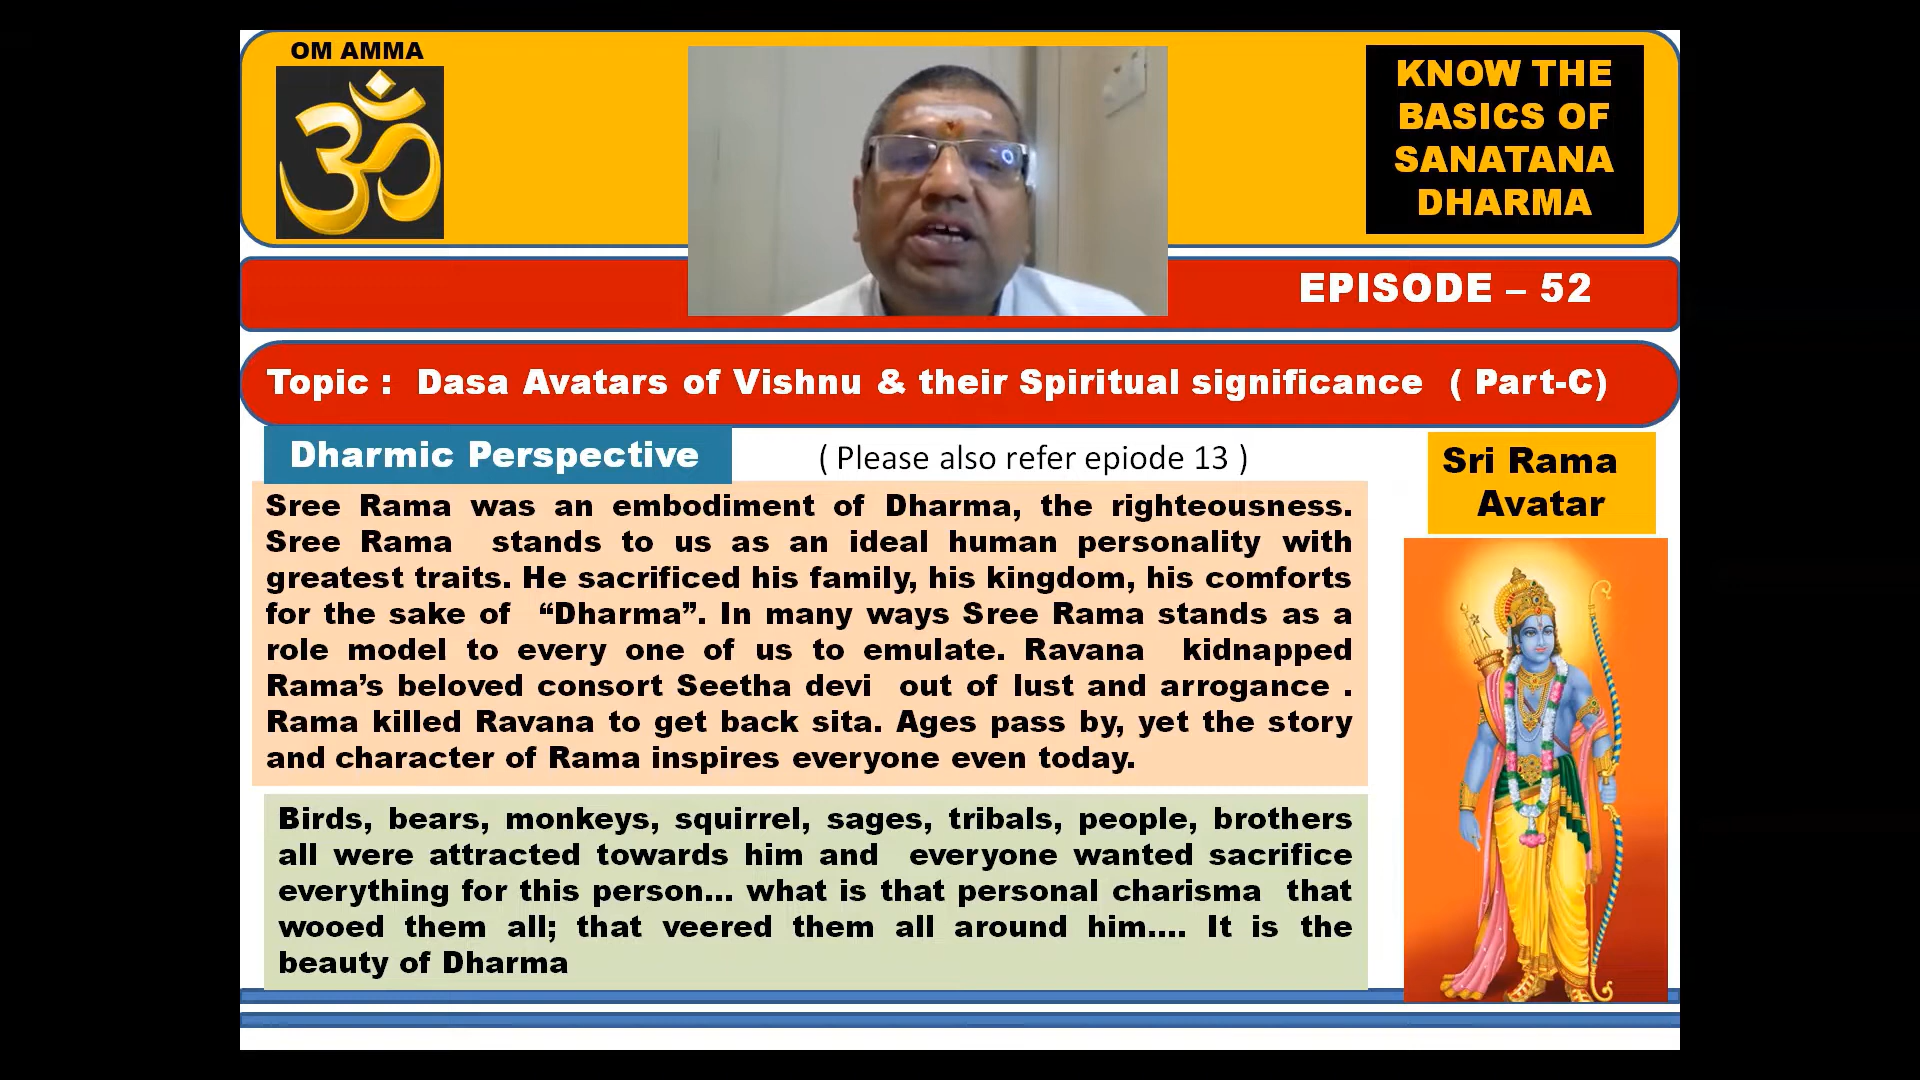 OM AMMA
ॐ
KNOW THE
BASICS OF
SANATANA
DHARMA
EPISODE – 52
Topic : Dasa Avatars of Vishnu & their Spiritual significance ( Part-C)
Dharmic Perspective
( Please also refer epiode 13 )
Sri Rama
Avatar
Sree Rama was an embodiment of Dharma, the righteousness.
Sree Rama stands to us as an ideal human personality with
greatest traits. He sacrificed his family, his kingdom, his comforts
for the sake of “Dharma”. In many ways Sree Rama stands as a
role model to every one of us to emulate. Ravana kidnapped
Rama’s beloved consort Seetha devi out of lust and arrogance .
Rama killed Ravana to get back sita. Ages pass by, yet the story
and character of Rama inspires everyone even today.
Birds, bears, monkeys, squirrel, sages, tribals, people, brothers
all were attracted towards him and everyone wanted sacrifice
everything for this person... what is that personal charisma that
wooed them all; that veered them all around him.... It is the
beauty of Dharma